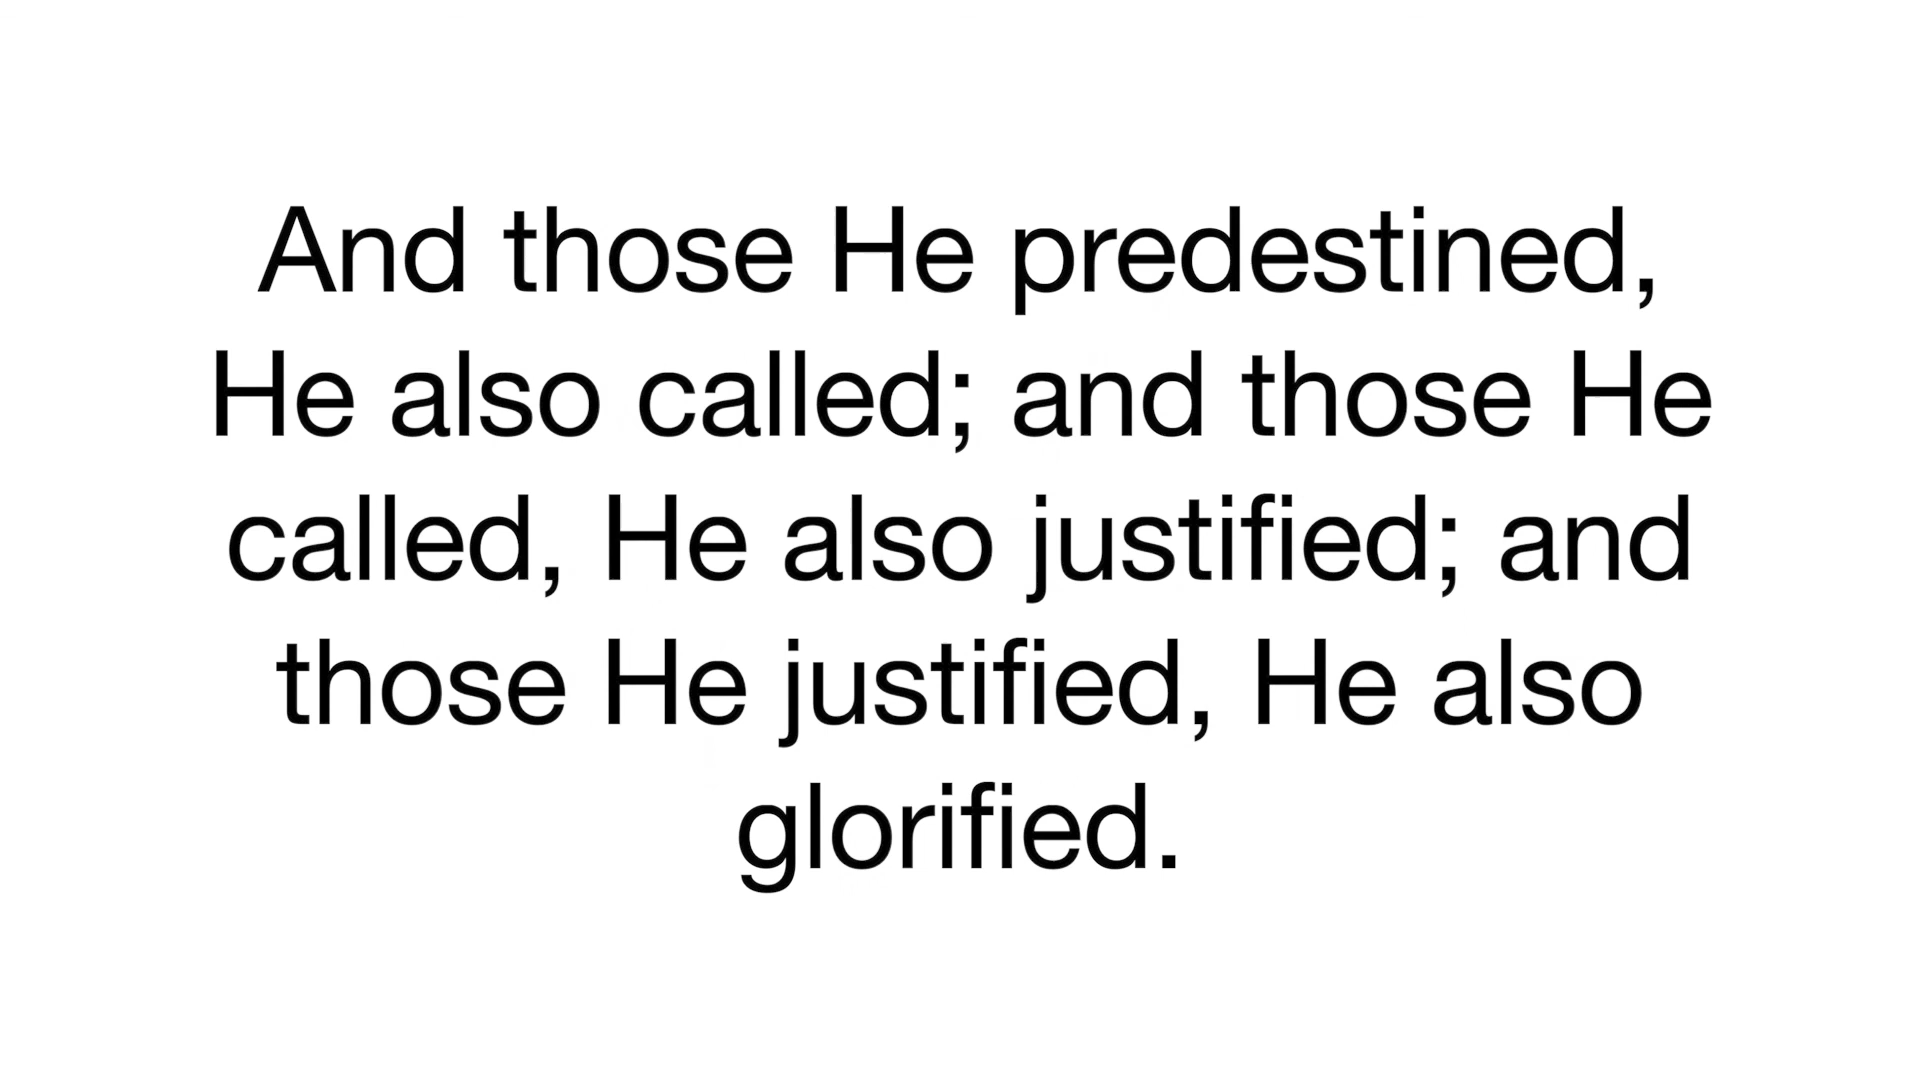 And those He predestined,
He also called; and those He
called, He also justified; and
those He justified, He also
glorified.